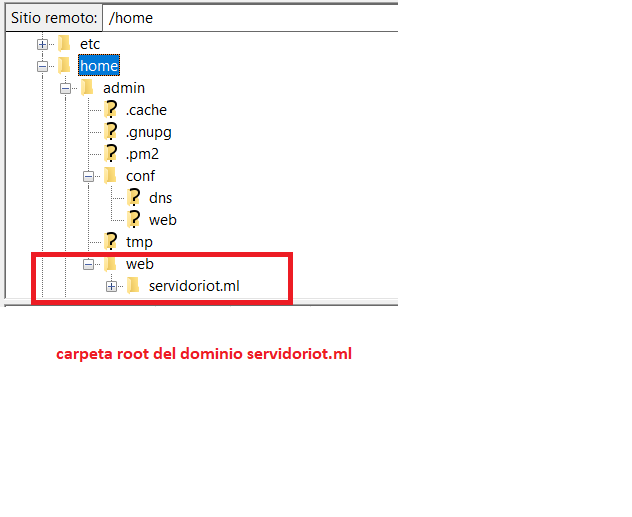 Sitio remoto: /home
etc
home
admin
.cache
.gnupg
.pm2
conf
dns
web
tmp
web
servidoriot.ml
carpeta root del dominio servidoriot.ml